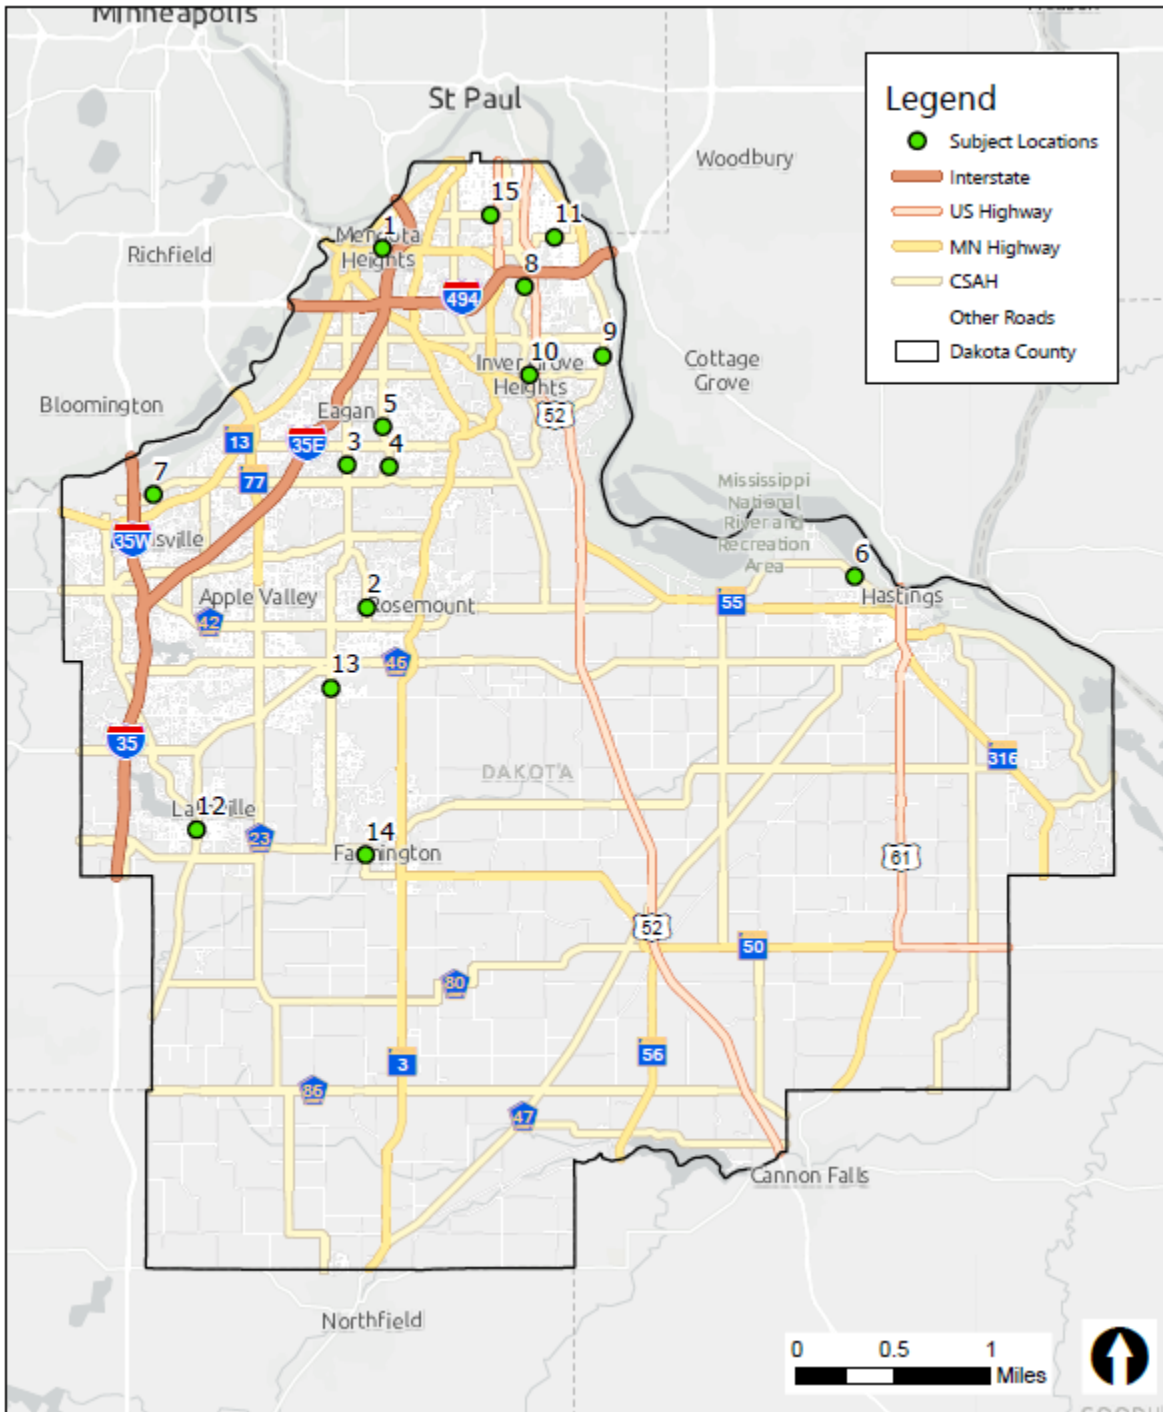 Minneapolis
St Paul
Woodbury
Richfield
Legend
Subject Locations
Interstate
US Highway
MN Highway
CSAH
Other Roads
Dakota County
15
1
11
Mendota
Heights
8
494
9
10
Inver Grove
Heights
Cottage
Grove
Bloomington
Eagan
5
52
13
35E
3
4
77
7
Mississippi
National
River and
Recreation
Area
35W
sville
6
Apple Valley
2
Rosemount
55
Hastings
42
13
46
35
DAKOTA
316
12
Lakeville
23
14
Farmington
61
52
50
80
3
56
86
47
Cannon Falls
Northfield
0 0.5 1
Miles